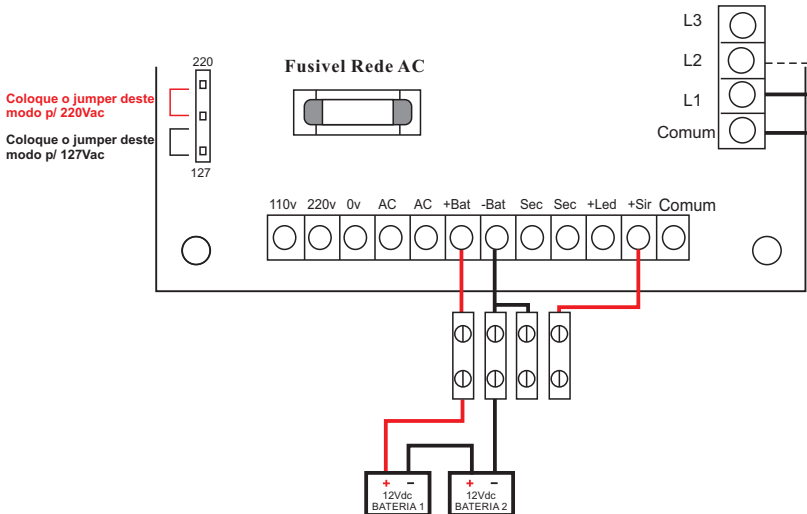 L3
L2
L1
Comum
220
Fusivel Rede AC
Coloque o jumper deste
modo p/ 220Vac
Coloque o jumper deste
modo p/ 127Vac
127
110v 220v 0v AC AC +Bat -Bat Sec Sec +Led +Sir Comum
+ - + -
12Vdc 12Vdc
BATERIA 1 BATERIA 2